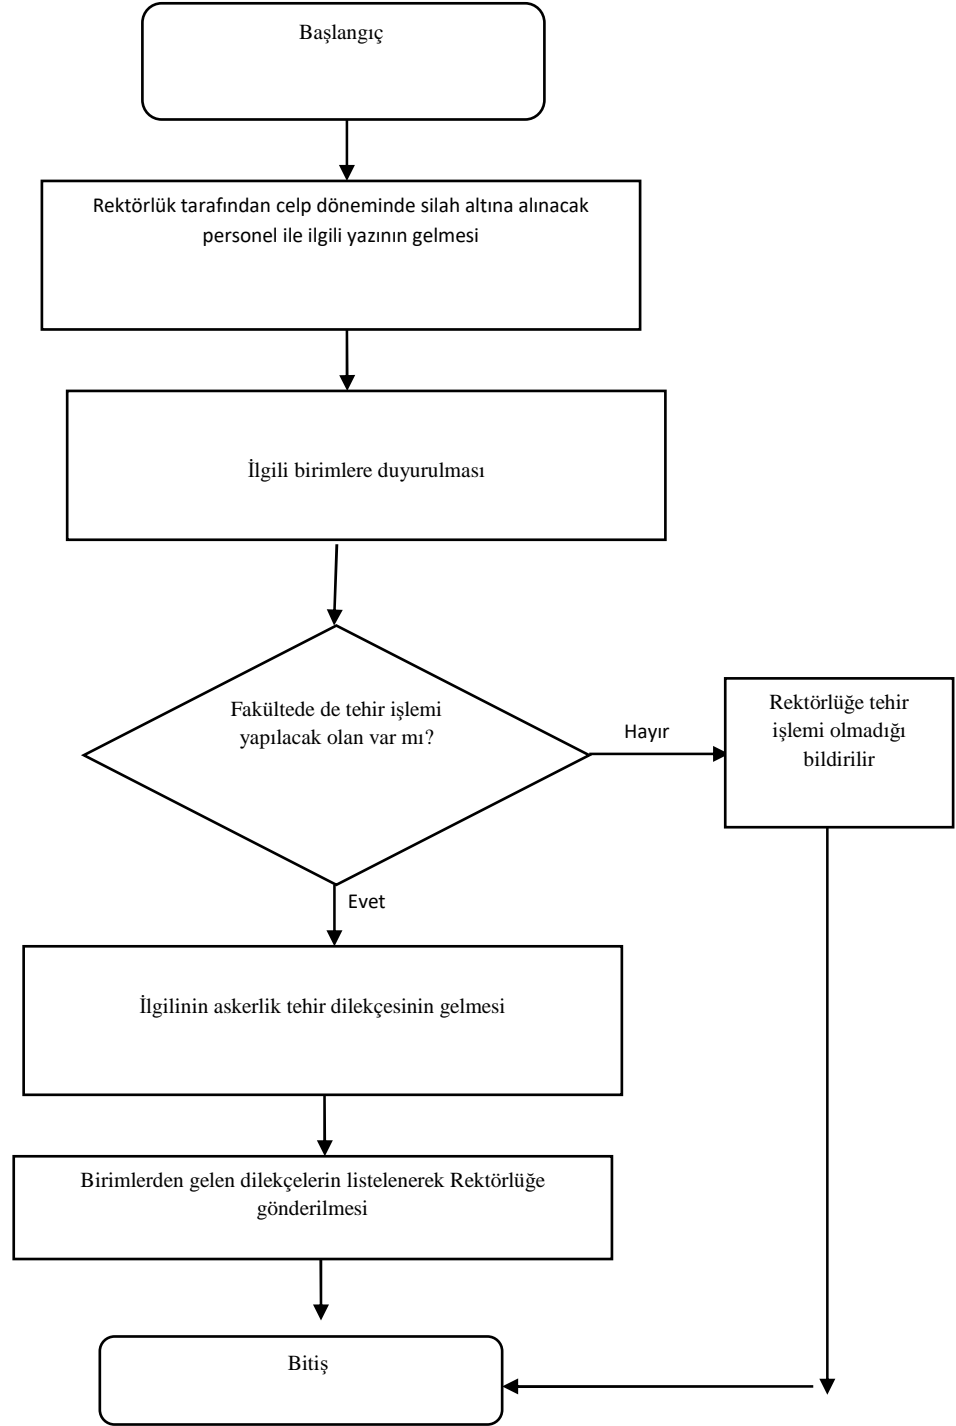 Başlangıç
Rektörlük tarafından celp döneminde silah altına alınacak
personel ile ilgili yazının gelmesi
İlgili birimlere duyurulması
Fakültede de tehir işlemi
yapılacak olan var mı?
Hayır
Rektörlüğe tehir
işlemi olmadığı
bildirilir
Evet
İlgilinin askerlik tehir dilekçesinin gelmesi
Birimlerden gelen dilekçelerin listelenerek Rektörlüğe
gönderilmesi
Bitiş